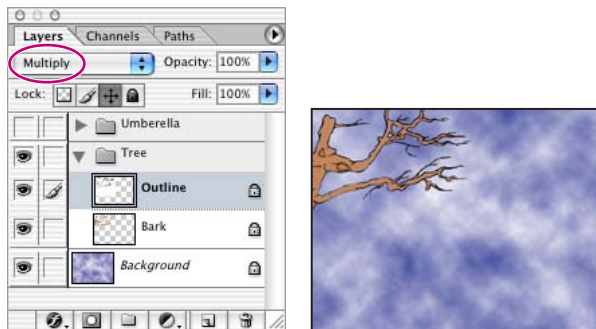 Layers Channels Paths
Multiply Opacity: 100%
Lock: Fill: 100%
Umberella
Tree
Outline
Bark
Background